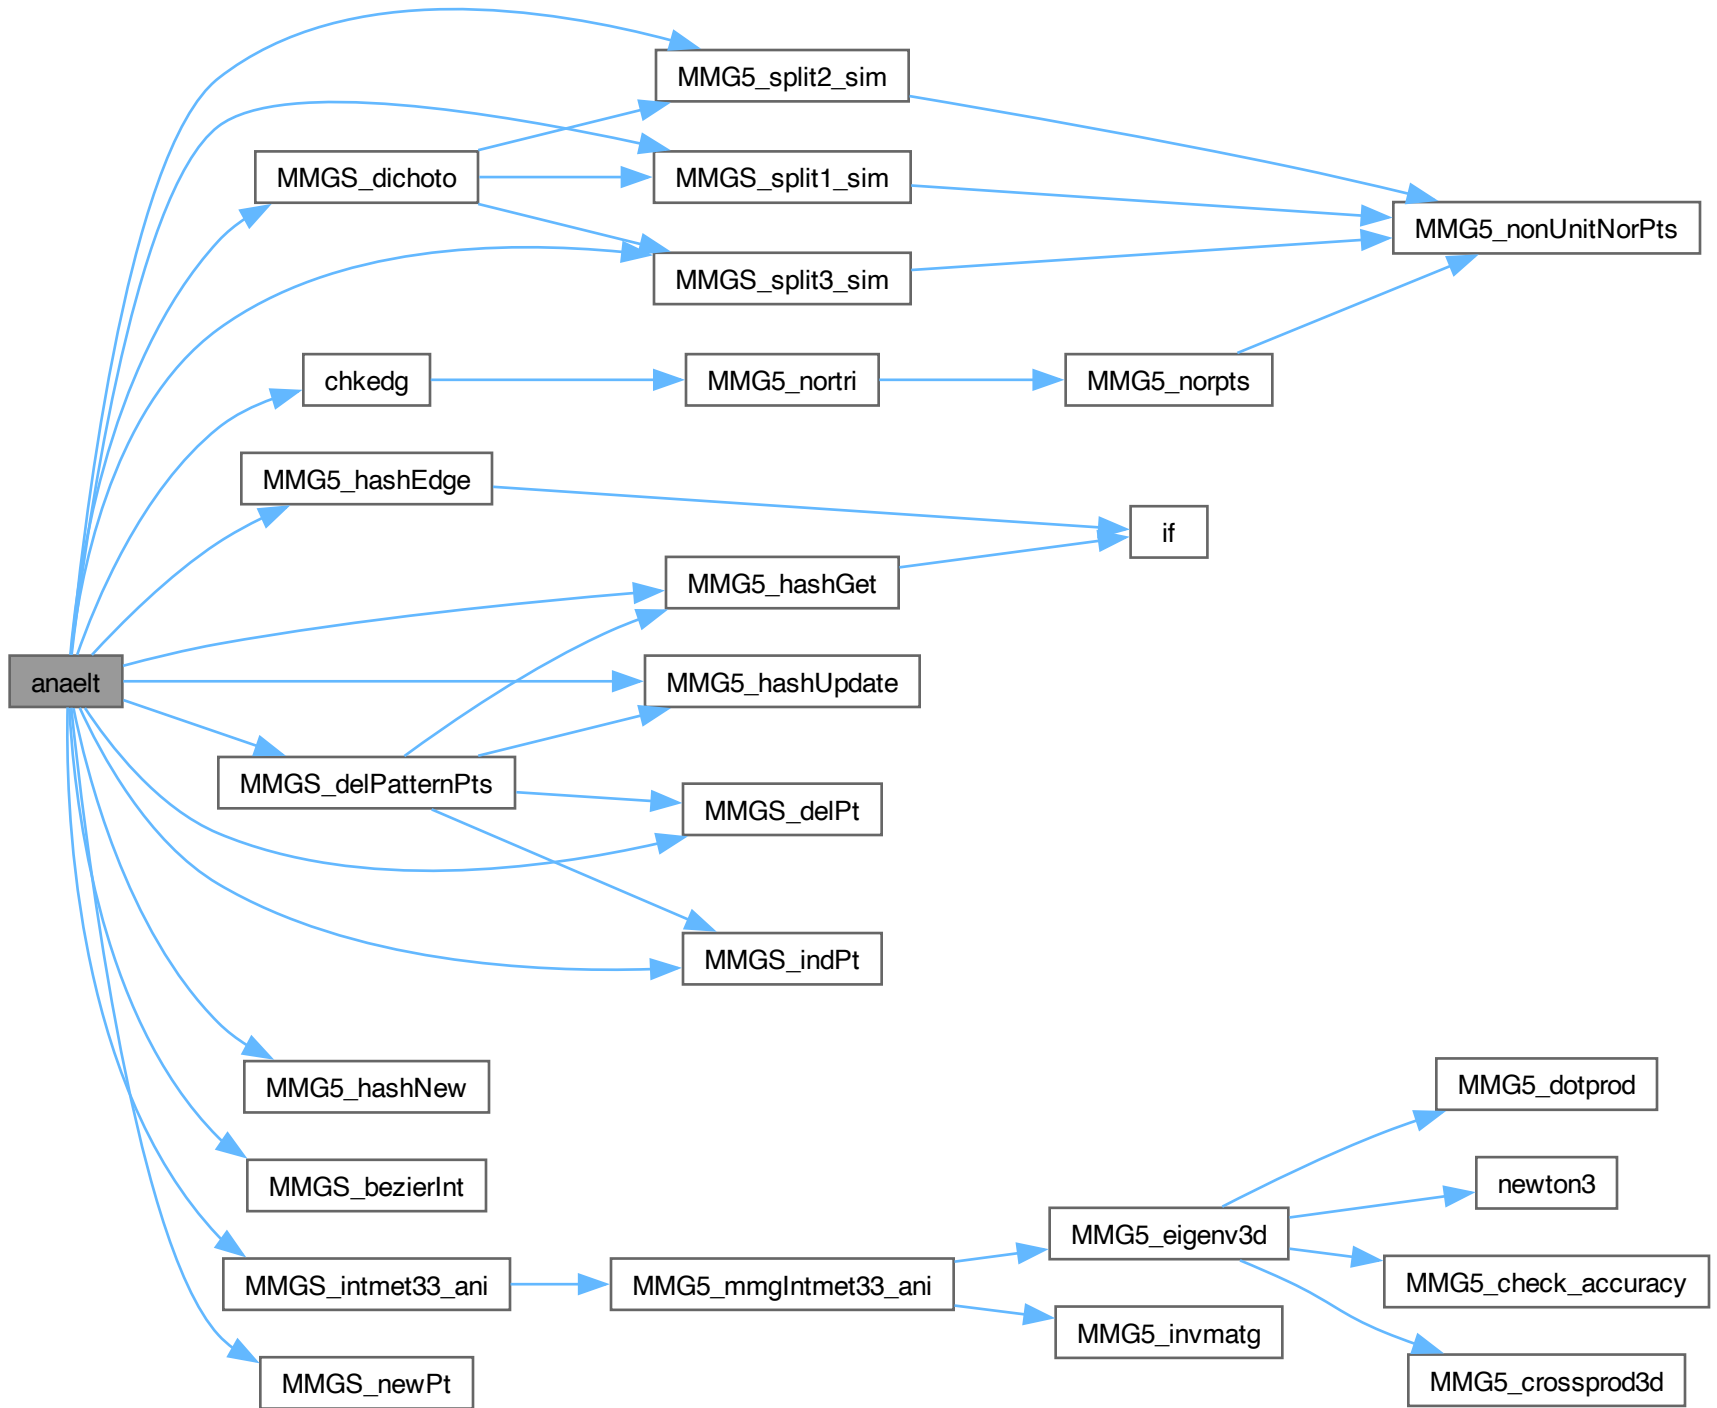 MMG5_split2_sim
MMGS_dichoto
MMGS_split1_sim
MMG5_nonUnitNorPts
MMGS_split3_sim
chkedg
MMG5_nortri
MMG5_norpts
MMG5_hashEdge
if
MMG5_hashGet
anaelt
MMG5_hashUpdate
MMGS_delPatternPts
MMGS_delPt
MMGS_indPt
MMG5_hashNew
MMG5_dotprod
MMGS_bezierInt
newton3
MMG5_eigenv3d
MMGS_intmet33_ani
MMG5_mmgIntmet33_ani
MMG5_check_accuracy
MMG5_invmatg
MMGS_newPt
MMG5_crossprod3d